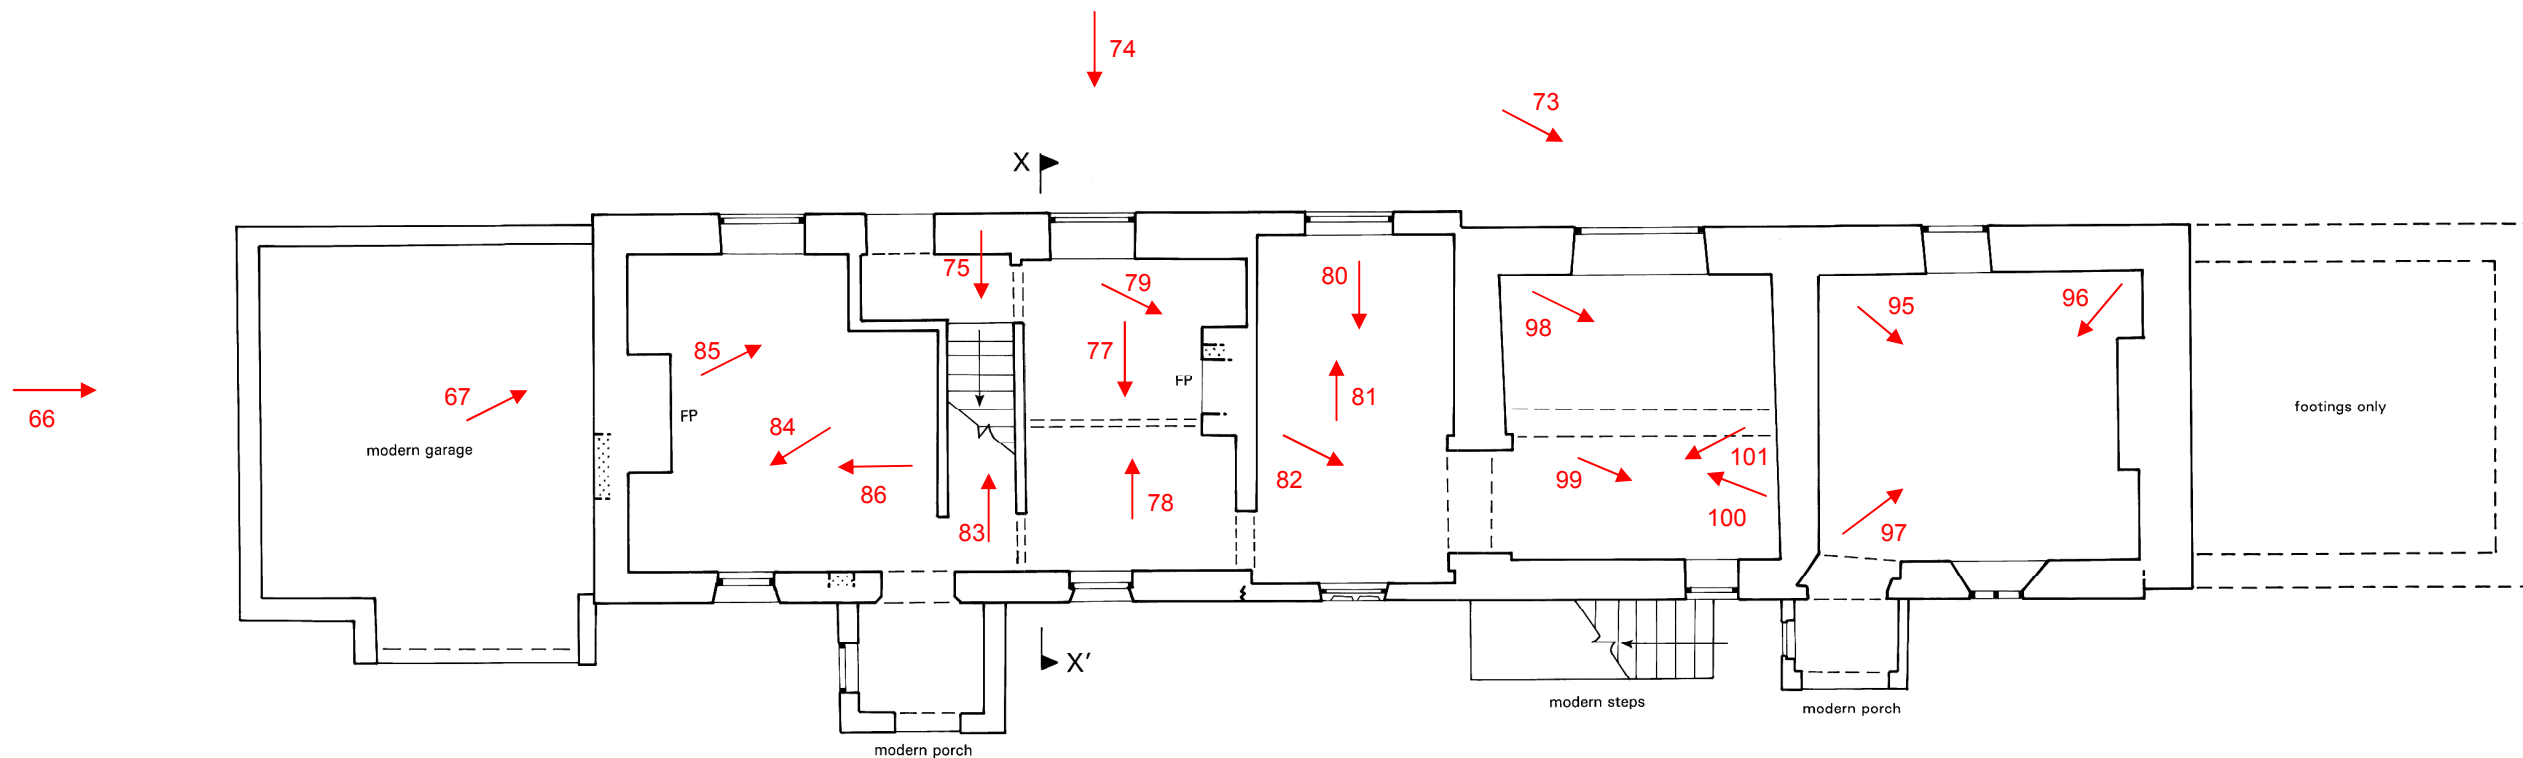 74
73
X
75
79
80
98
95
96
85
77
67
66
modern garage
FP
84
86
83
FP
78
81
82
101
99
100
97
footings only
X'
modern steps
modern porch
modern porch